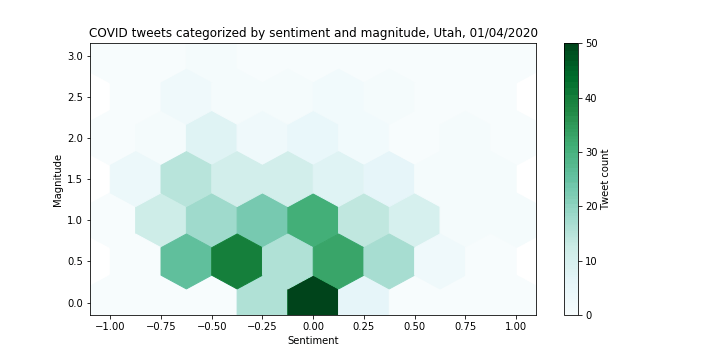 COVID tweets categorized by sentiment and magnitude, Utah, 01/04/2020
3.0
2.5
2.0
1.5
1.0
0.5
0.0
Magnitude
−1.00 −0.75 −0.50 −0.25 0.00 0.25 0.50 0.75 1.00
Sentiment
50
40
30
20
10
0
Tweet count